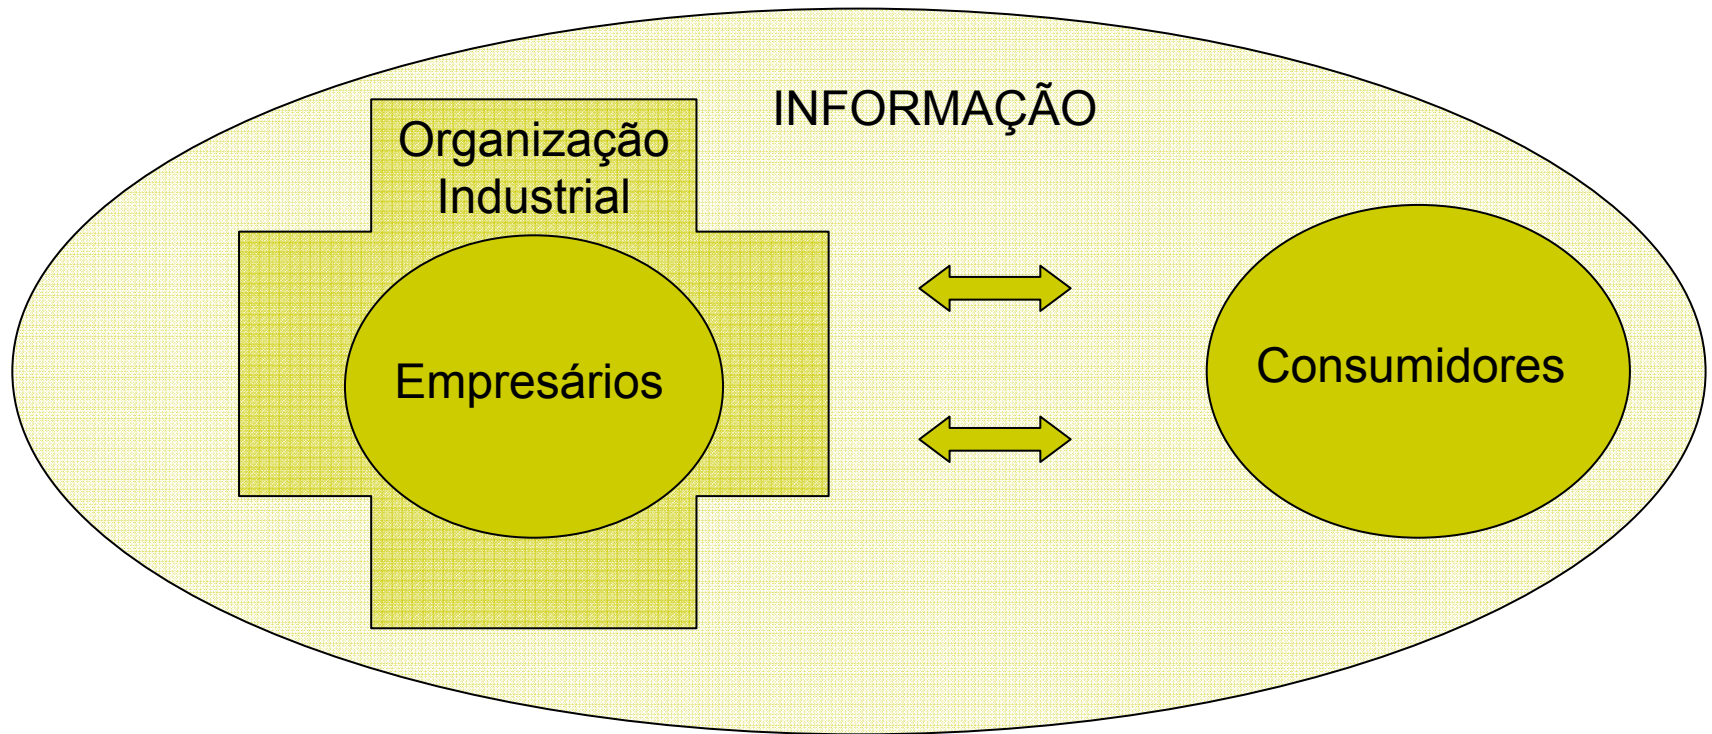 INFORMAÇÃO
Organização
Industrial
Empresários
Consumidores